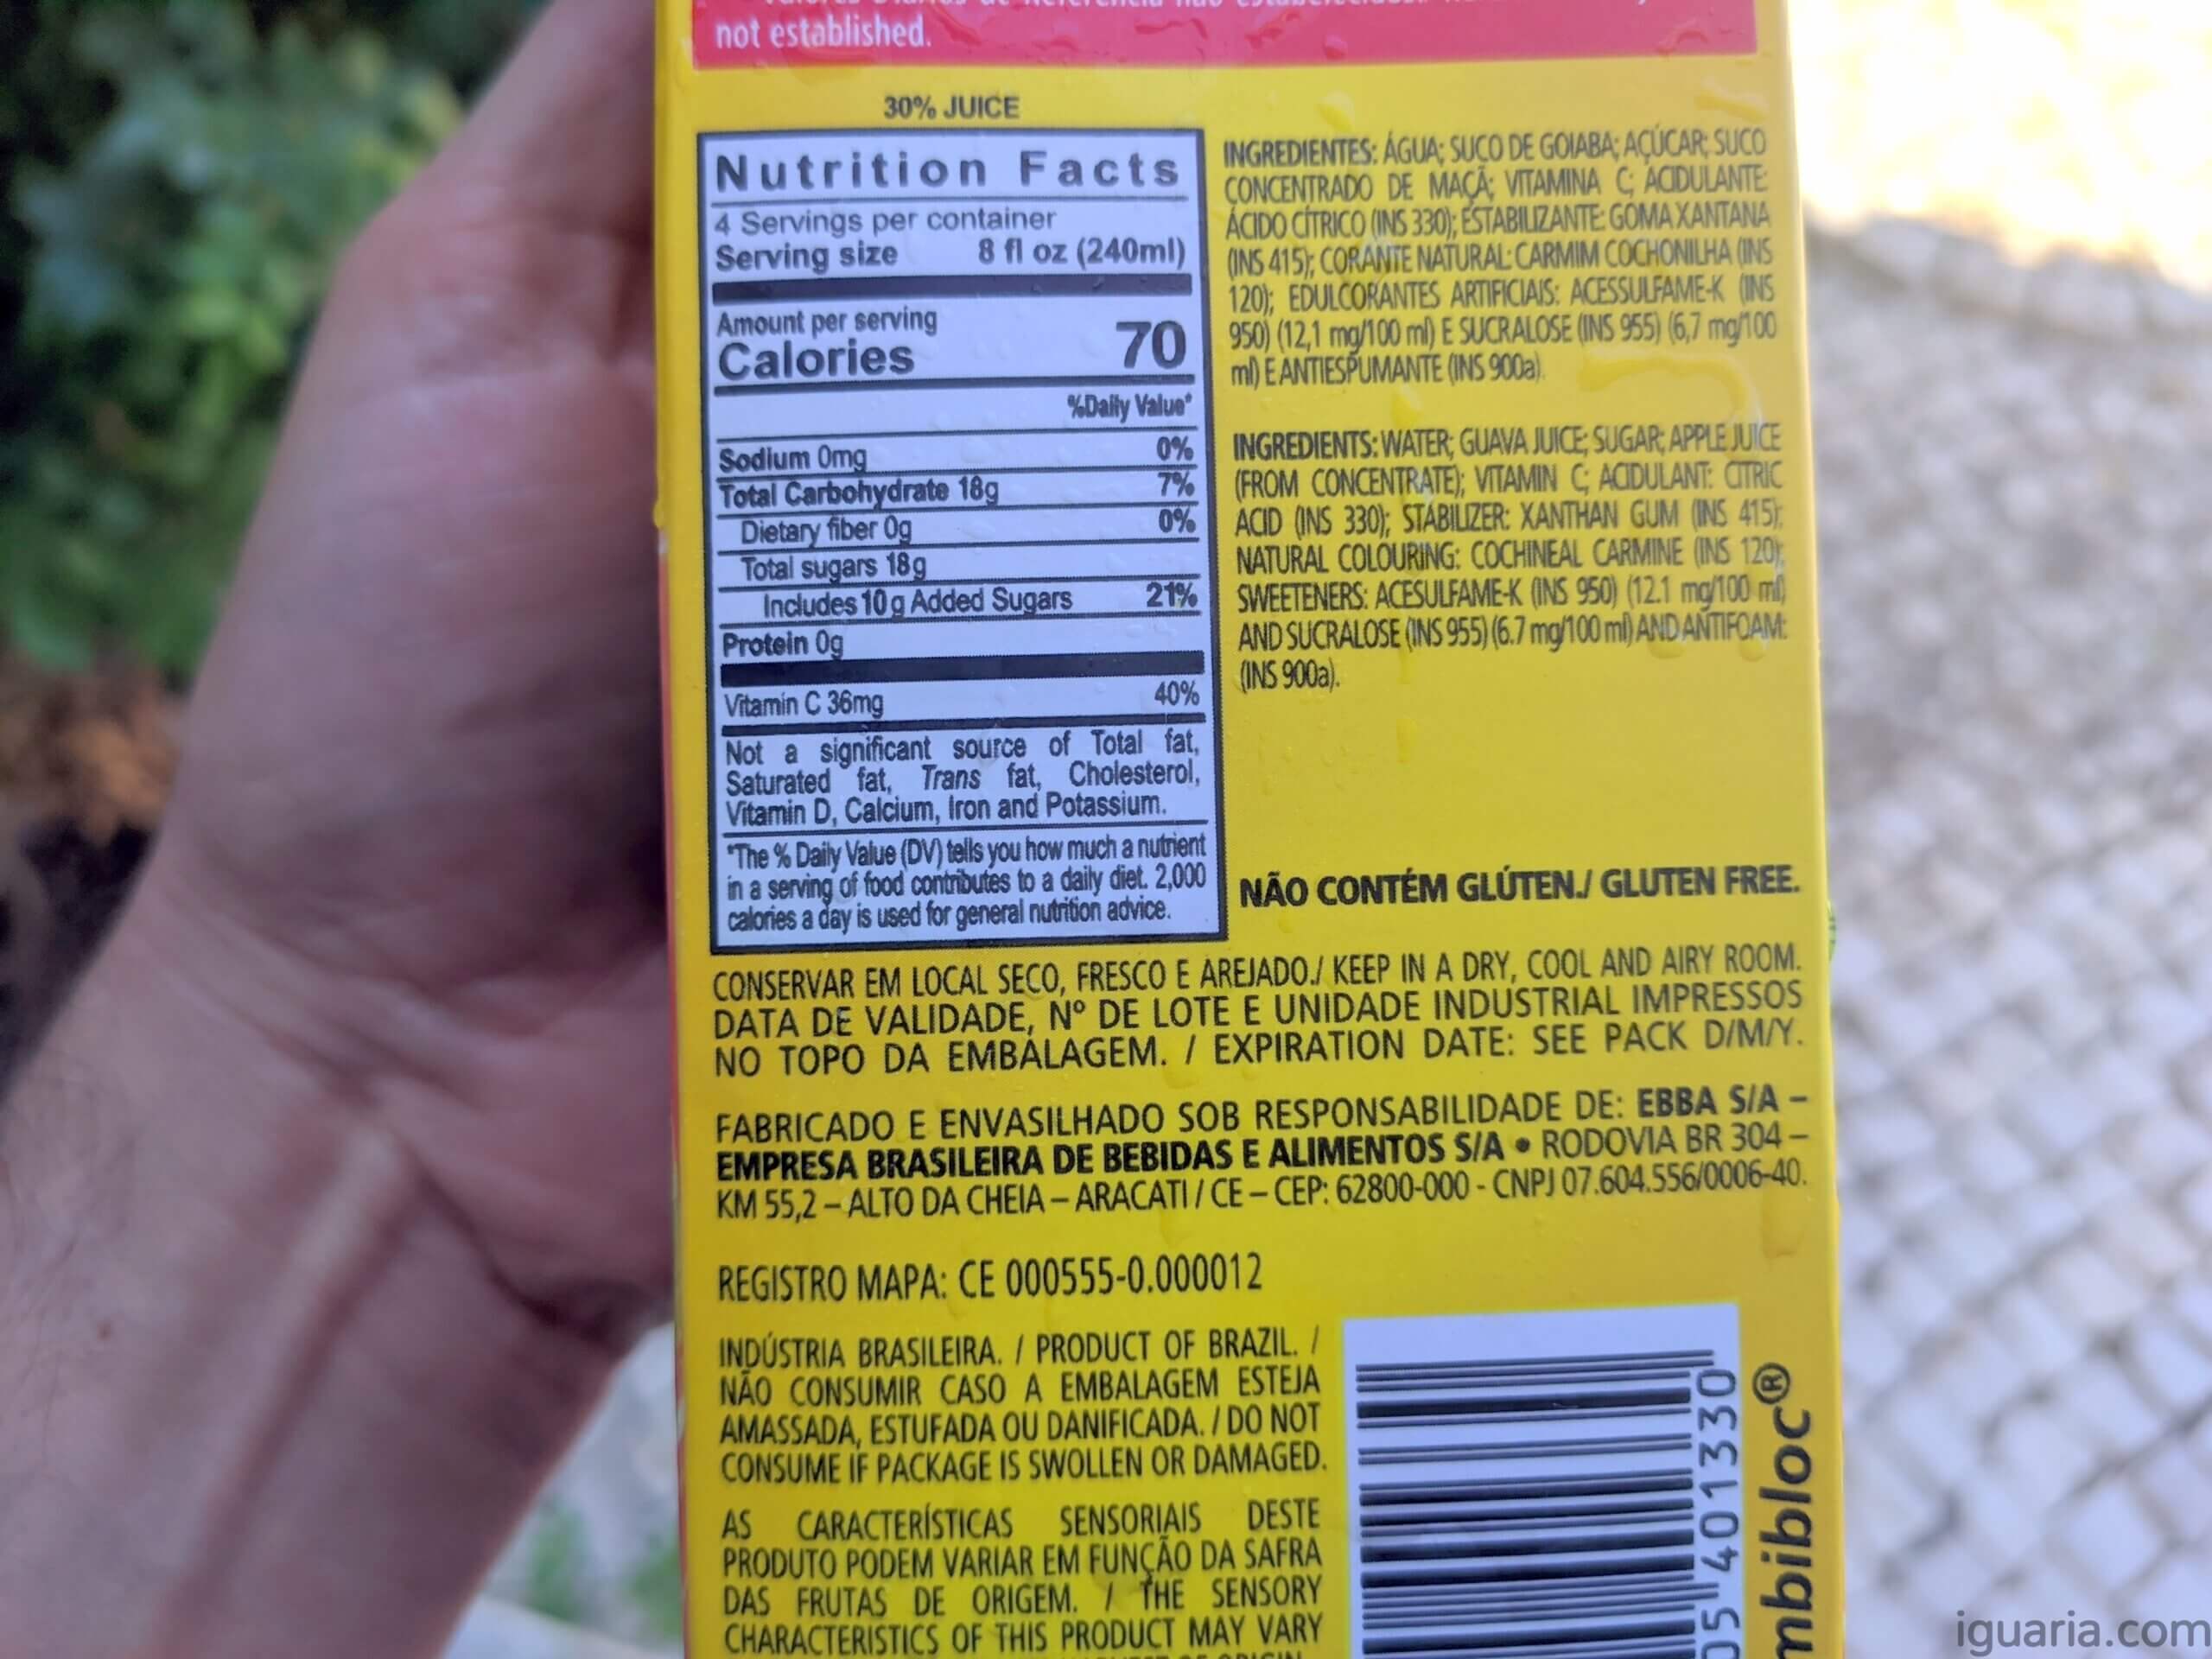 not established.
30% JUICE
Nutrition Facts
4 Servings per container
Serving size 8 fl oz (240ml)
Amount per serving
Calories 70
%Daily Value*
Sodium 0mg 0%
Total Carbohydrate 18g 7%
Dietary fiber 0g 0%
Total sugars 18g
Includes 10g Added Sugars 21%
Protein 0g
Vitamin C 36mg 40%
Not a significant source of Total fat,
Saturated fat, Trans fat, Cholesterol,
Vitamin D, Calcium, Iron and Potassium.
*The % Daily Value (DV) tells you how much a nutrient
in a serving of food contributes to a daily diet. 2,000
calories a day is used for general nutrition advice.
INGREDIENTES: ÁGUA; SUCO DE GOIABA; AÇÚCAR; SUCO
CONCENTRADO DE MAÇÃ; VITAMINA C; ACIDULANTE:
ÁCIDO CÍTRICO (INS 330); ESTABILIZANTE: GOMA XANTANA
(INS 415); CORANTE NATURAL: CARMIM COCHONILHA (INS
120); EDULCORANTES ARTIFICIAIS: ACESSULFAME-K (INS
950) (12,1 mg/100 ml) E SUCRALOSE (INS 955) (6,7 mg/100
ml) E ANTIESPUMANTE (INS 900a).
INGREDIENTS: WATER; GUAVA JUICE; SUGAR; APPLE JUICE
(FROM CONCENTRATE); VITAMIN C; ACIDULANT: CITRIC
ACID (INS 330); STABILIZER: XANTHAN GUM (INS 415);
NATURAL COLOURING: COCHINEAL CARMINE (INS 120);
SWEETENERS: ACESULFAME-K (INS 950) (12.1 mg/100 ml)
AND SUCRALOSE (INS 955) (6.7 mg/100 ml) AND ANTIFOAM:
(INS 900a).
NÃO CONTÉM GLÚTEN./ GLUTEN FREE.
CONSERVAR EM LOCAL SECO, FRESCO E AREJADO./ KEEP IN A DRY, COOL AND AIRY ROOM.
DATA DE VALIDADE, Nº DE LOTE E UNIDADE INDUSTRIAL IMPRESSOS
NO TOPO DA EMBALAGEM. / EXPIRATION DATE: SEE PACK D/M/Y.
FABRICADO E ENVASILHADO SOB RESPONSABILIDADE DE: EBBA S/A –
EMPRESA BRASILEIRA DE BEBIDAS E ALIMENTOS S/A • RODOVIA BR 304 –
KM 55,2 – ALTO DA CHEIA – ARACATI / CE – CEP: 62800-000 - CNPJ 07.604.556/0006-40.
REGISTRO MAPA: CE 000555-0.000012
INDÚSTRIA BRASILEIRA. / PRODUCT OF BRAZIL. /
NÃO CONSUMIR CASO A EMBALAGEM ESTEJA
AMASSADA, ESTUFADA OU DANIFICADA. / DO NOT
CONSUME IF PACKAGE IS SWOLLEN OR DAMAGED.
AS CARACTERÍSTICAS SENSORIAIS DESTE
PRODUTO PODEM VARIAR EM FUNÇÃO DA SAFRA
DAS FRUTAS DE ORIGEM. / THE SENSORY
CHARACTERISTICS OF THIS PRODUCT MAY VARY
05 401330
mbibloc®
iguaria.com